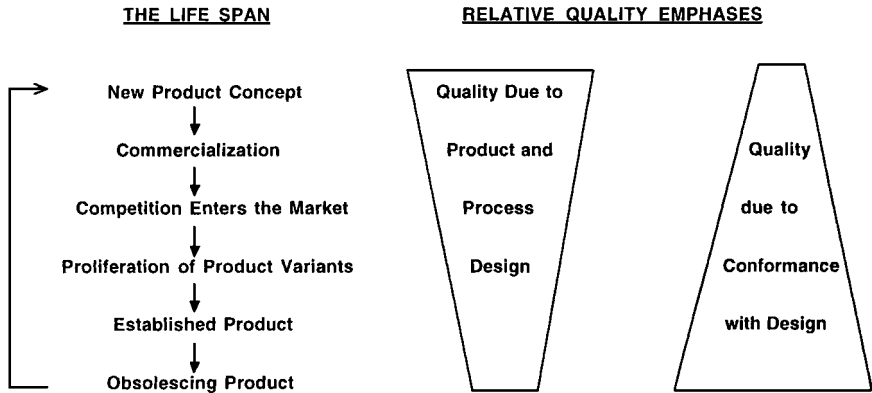 THE LIFE SPAN
RELATIVE QUALITY EMPHASES
New Product Concept
Commercialization
Competition Enters the Market
Proliferation of Product Variants
Established Product
Obsolescing Product
Quality Due to
Product and
Process
Design
Quality
due to
Conformance
with Design